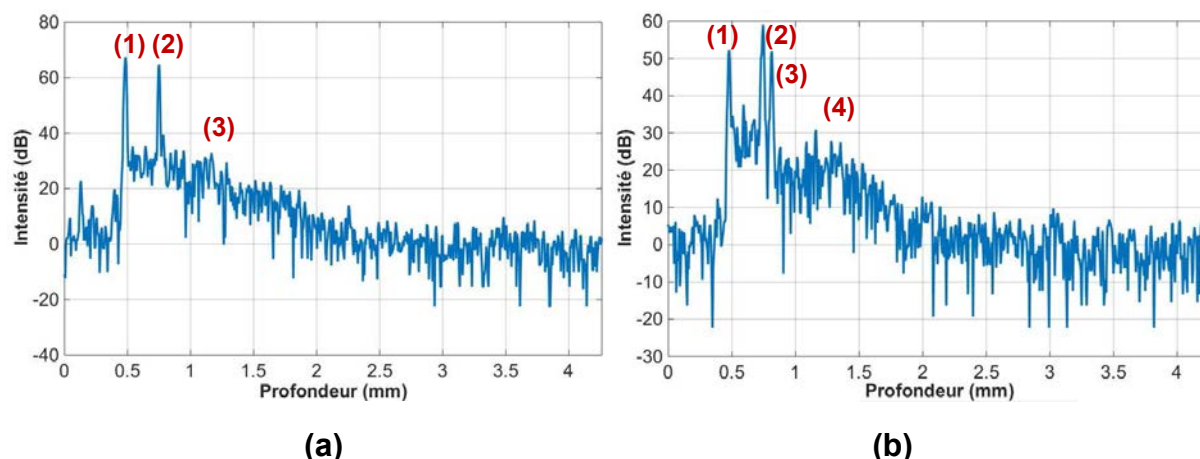 80
60
40
20
0
-20
-40
(1) (2)
(3)
Intensité (dB)
0 0.5 1 1.5 2 2.5 3 3.5 4
Profondeur (mm)
(a)
60
50
40
30
20
10
0
-10
-20
-30
(1) (2)
(3)
(4)
Intensité (dB)
0 0.5 1 1.5 2 2.5 3 3.5 4
Profondeur (mm)
(b)